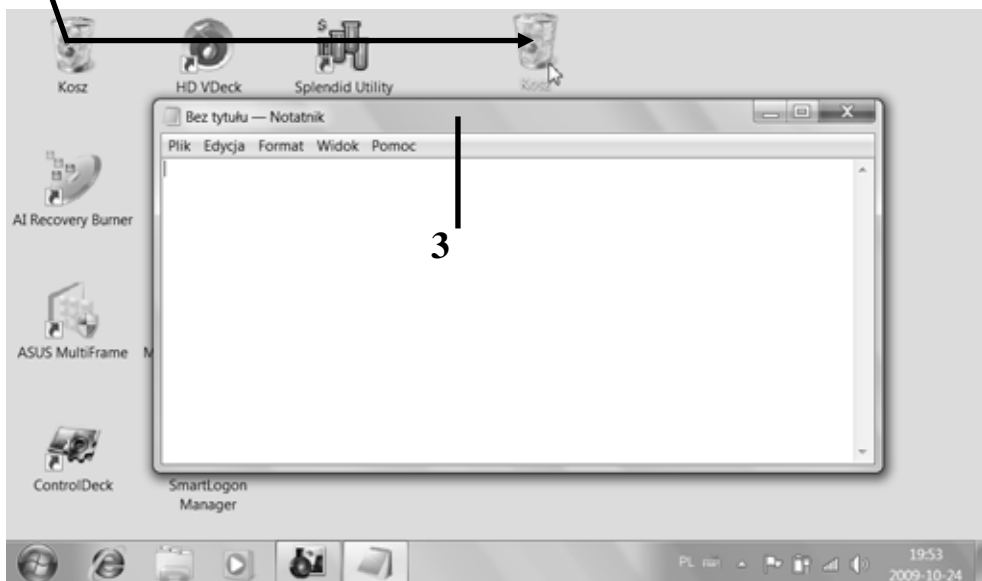 Kosz
HD VDeck
Splendid Utility
Kosz
Bez tytułu — Notatnik
Plik Edycja Format Widok Pomoc
3
AI Recovery Burner
ASUS MultiFrame
M
ControlDeck
SmartLogon
Manager
PL
19:53
2009-10-24